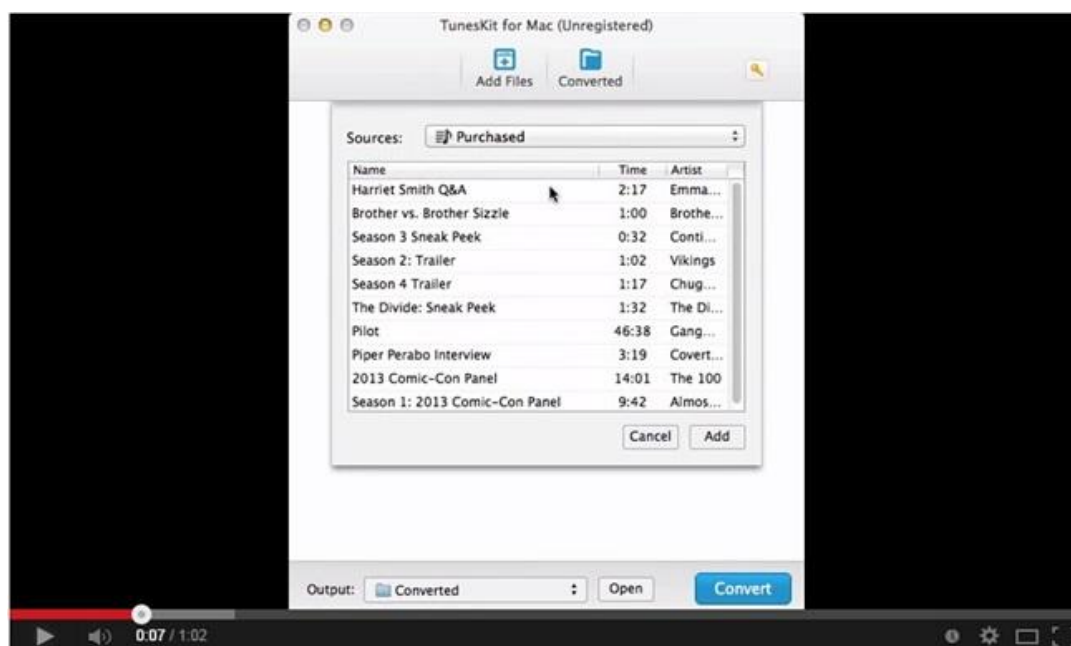 TunesKit for Mac (Unregistered)
Add Files Converted
Sources: Purchased
Name Time Artist
Harriet Smith Q&A 2:17 Emma...
Brother vs. Brother Sizzle 1:00 Brothe...
Season 3 Sneak Peek 0:32 Conti...
Season 2: Trailer 1:02 Vikings
Season 4 Trailer 1:17 Chug...
The Divide: Sneak Peek 1:32 The Di...
Pilot 46:38 Gang...
Piper Perabo Interview 3:19 Covert...
2013 Comic-Con Panel 14:01 The 100
Season 1: 2013 Comic-Con Panel 9:42 Almos...
Cancel Add
Output: Converted Open Convert
0:07 / 1:02